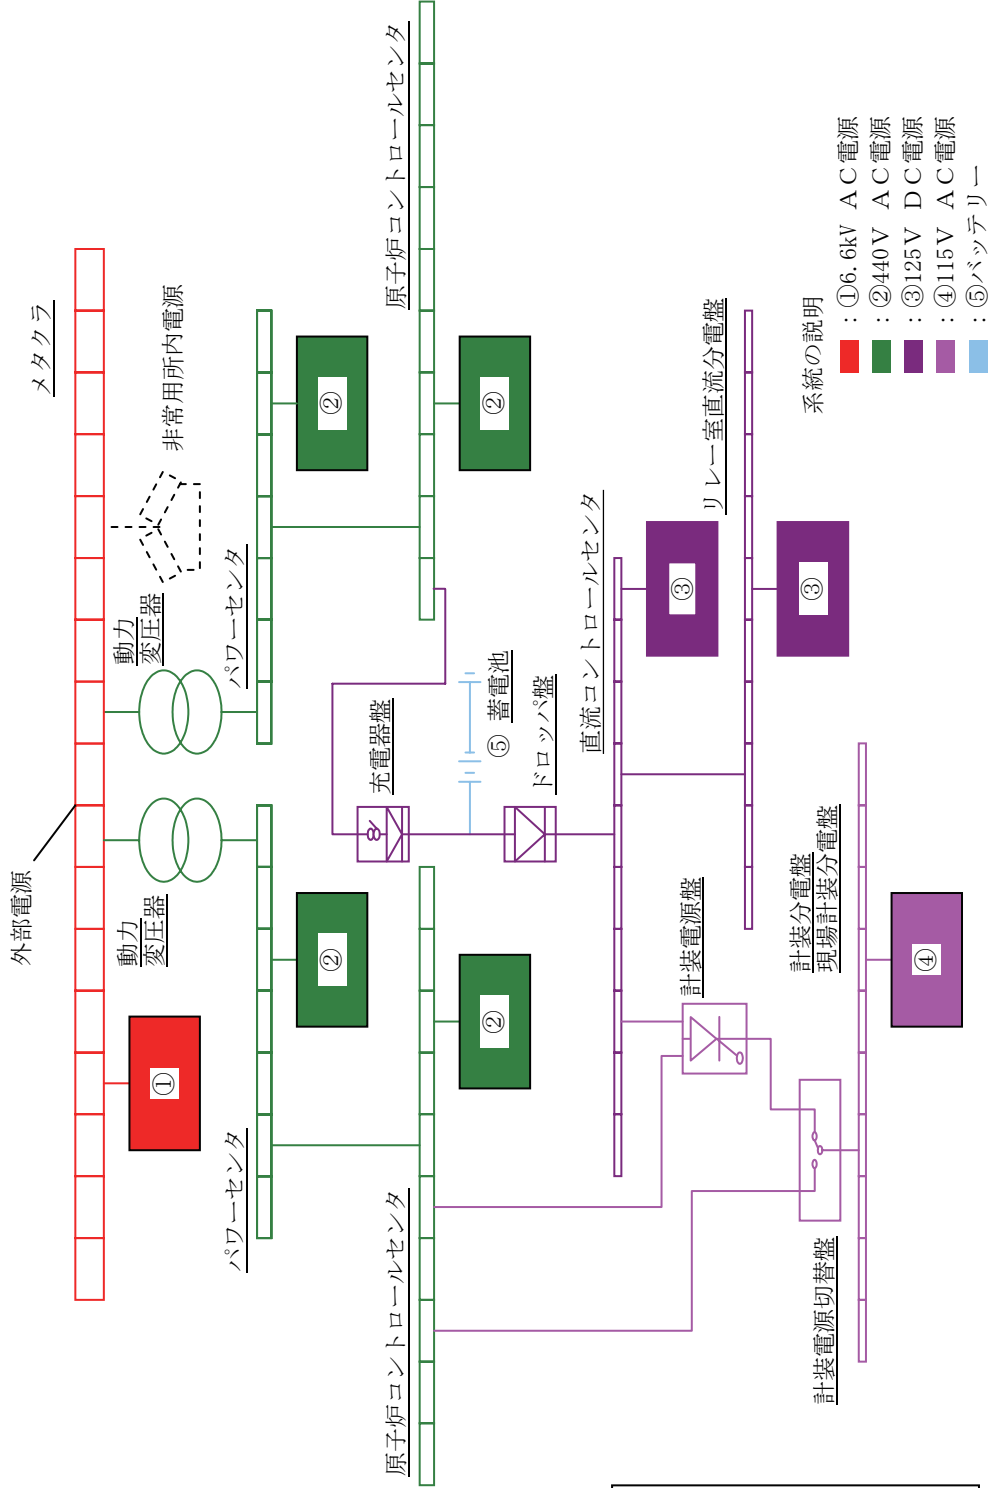 外部電源
メタクラ
①
動力
変圧器
動力
変圧器
非常用所内電源
パワーセンタ
パワーセンタ
②
②
原子炉コントロールセンタ
原子炉コントロールセンタ
充電器盤
②
②
⑤ 蓄電池
ドロッパ盤
直流コントロールセンタ
計装電源盤
③
リレー室直流分電盤
③
計装電源切替盤
計装分電盤
現場計装分電盤
④
系統の説明
:①6.6kV ＡＣ電源
:②440Ｖ ＡＣ電源
:③125Ｖ ＤＣ電源
:④115Ｖ ＡＣ電源
:⑤バッテリー